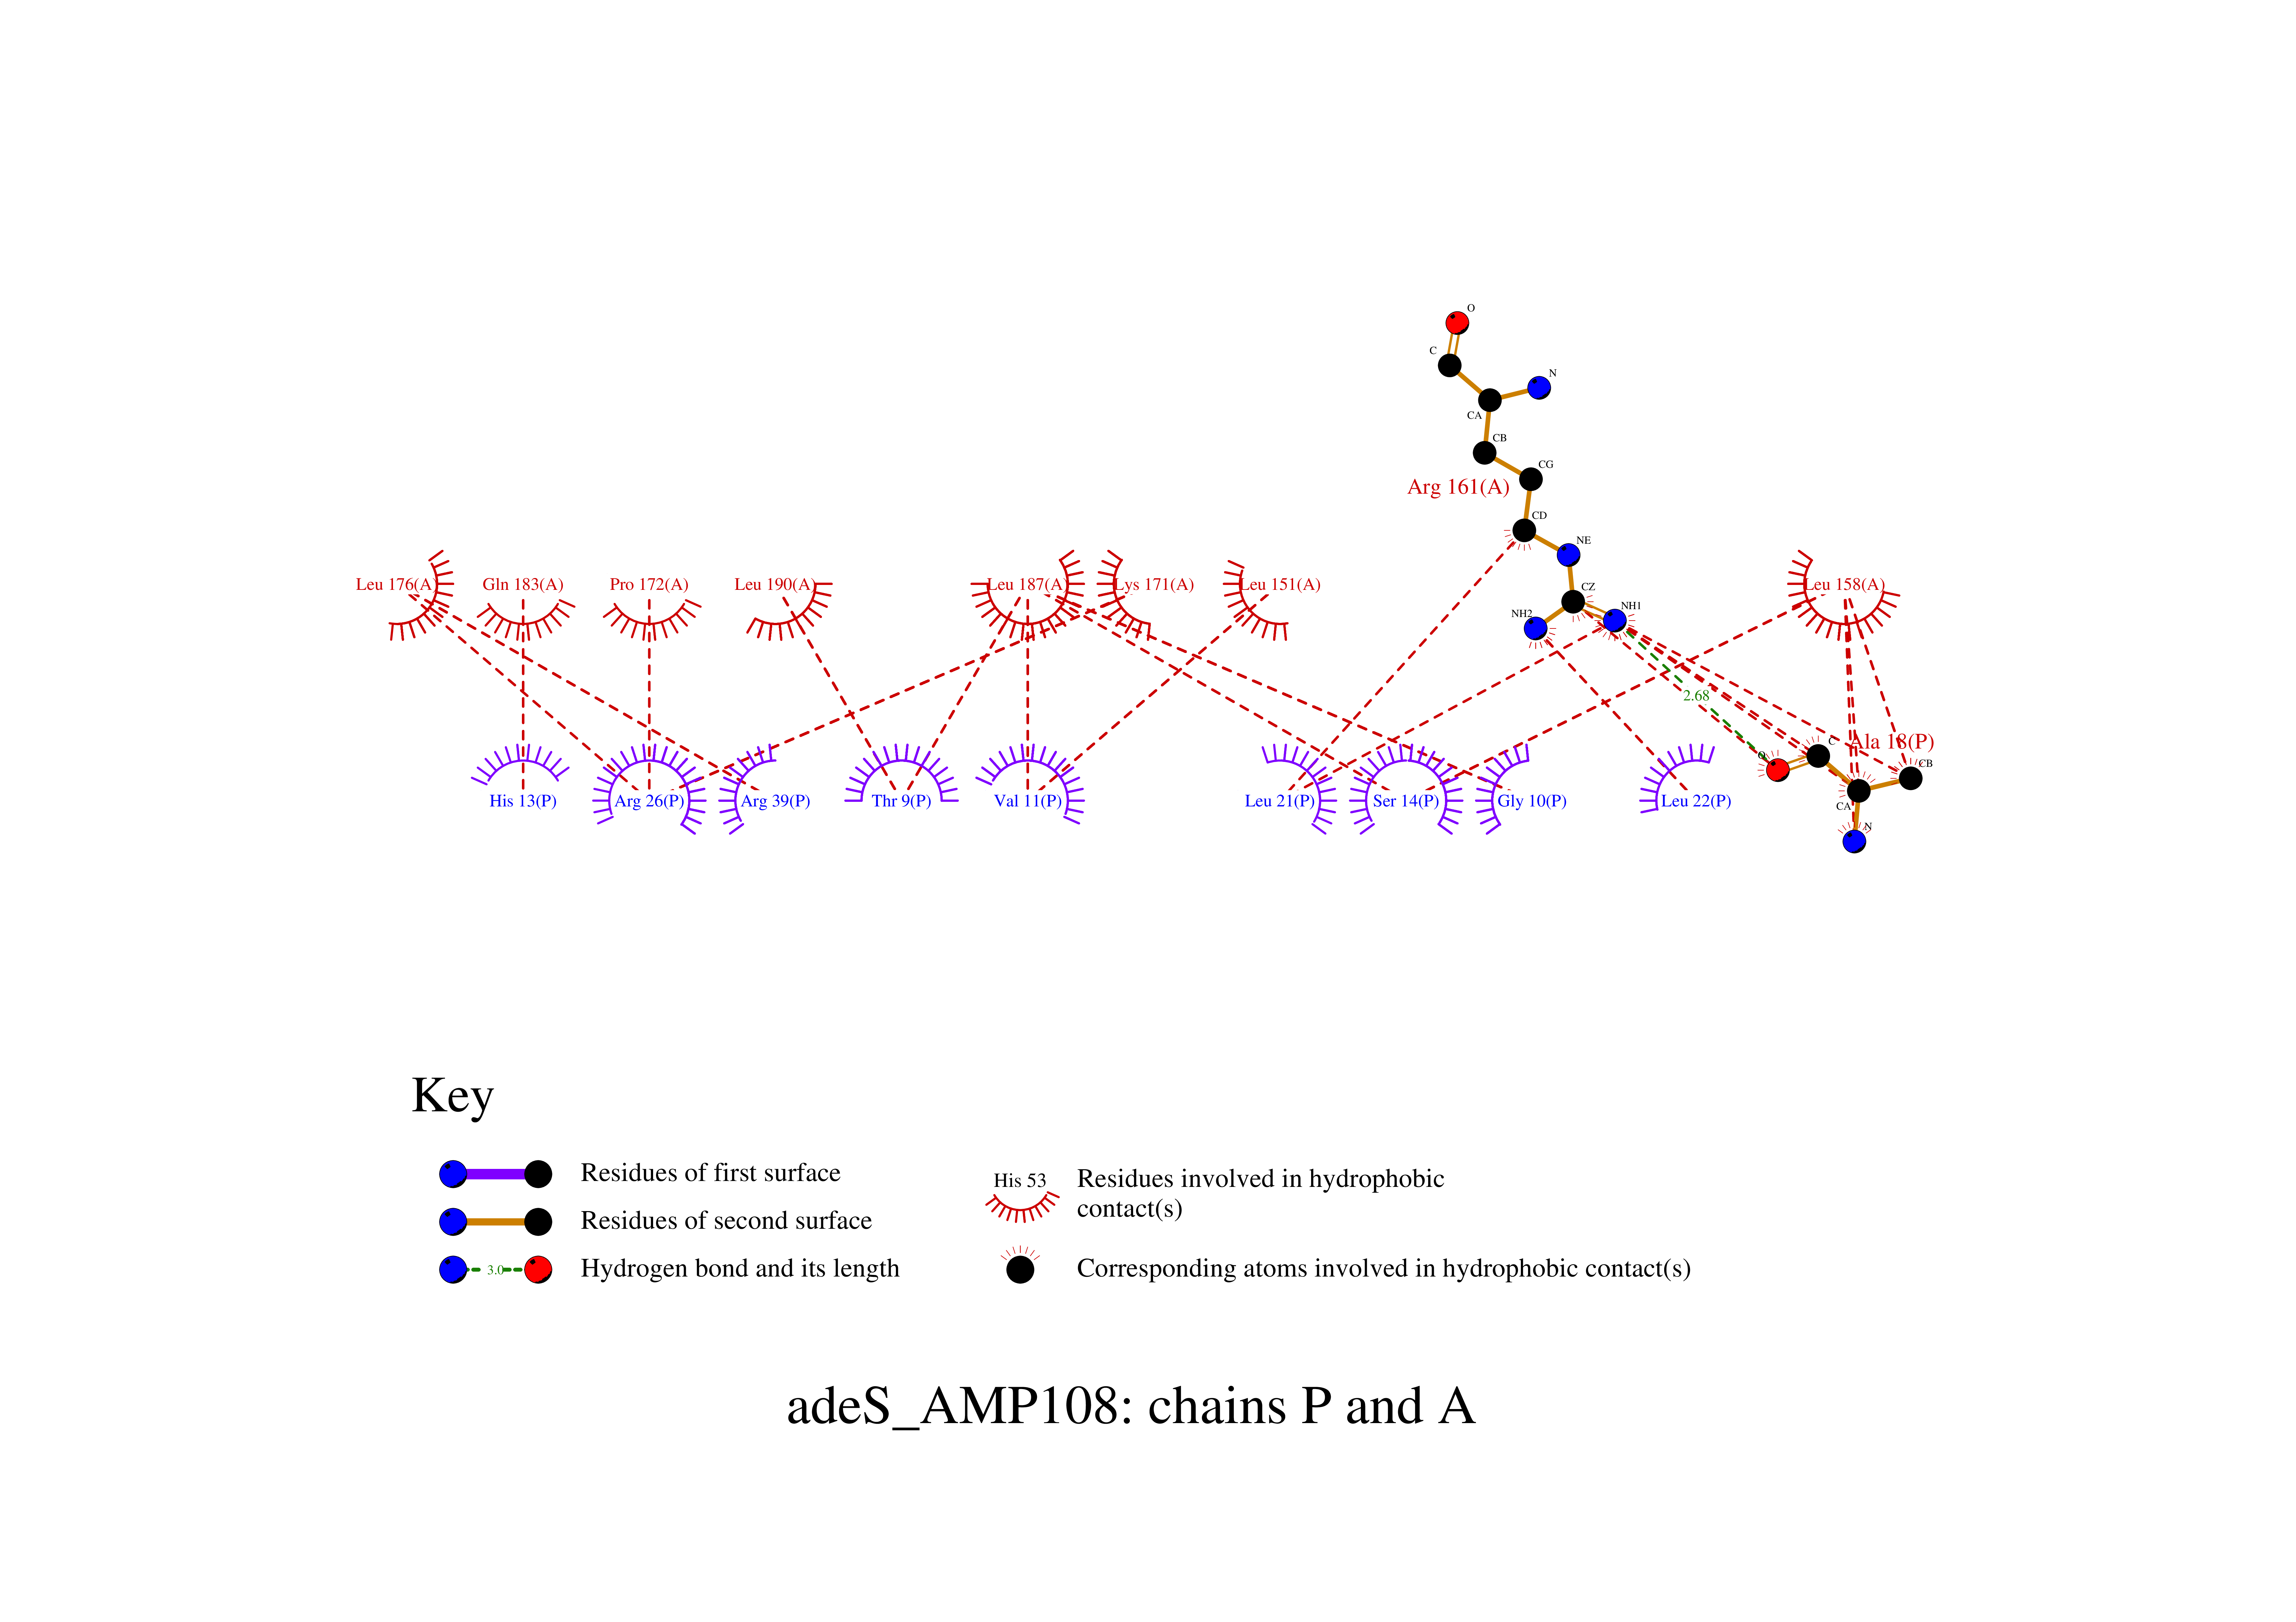 O
C
N
CA
CB
CG
Arg 161(A)
CD
NE
CZ
NH1
NH2
Leu 176(A)
Gln 183(A)
Pro 172(A)
Leu 190(A)
Leu 187(A)
Lys 171(A)
Leu 151(A)
Leu 158(A)
2.68
Ala 18(P)
O
C
CB
CA
N
His 13(P)
Arg 26(P)
Arg 39(P)
Thr 9(P)
Val 11(P)
Leu 21(P)
Ser 14(P)
Gly 10(P)
Leu 22(P)
Key
Residues of first surface
Residues of second surface
3.0
Hydrogen bond and its length
His 53
Residues involved in hydrophobic
contact(s)
Corresponding atoms involved in hydrophobic contact(s)
adeS_AMP108: chains P and A